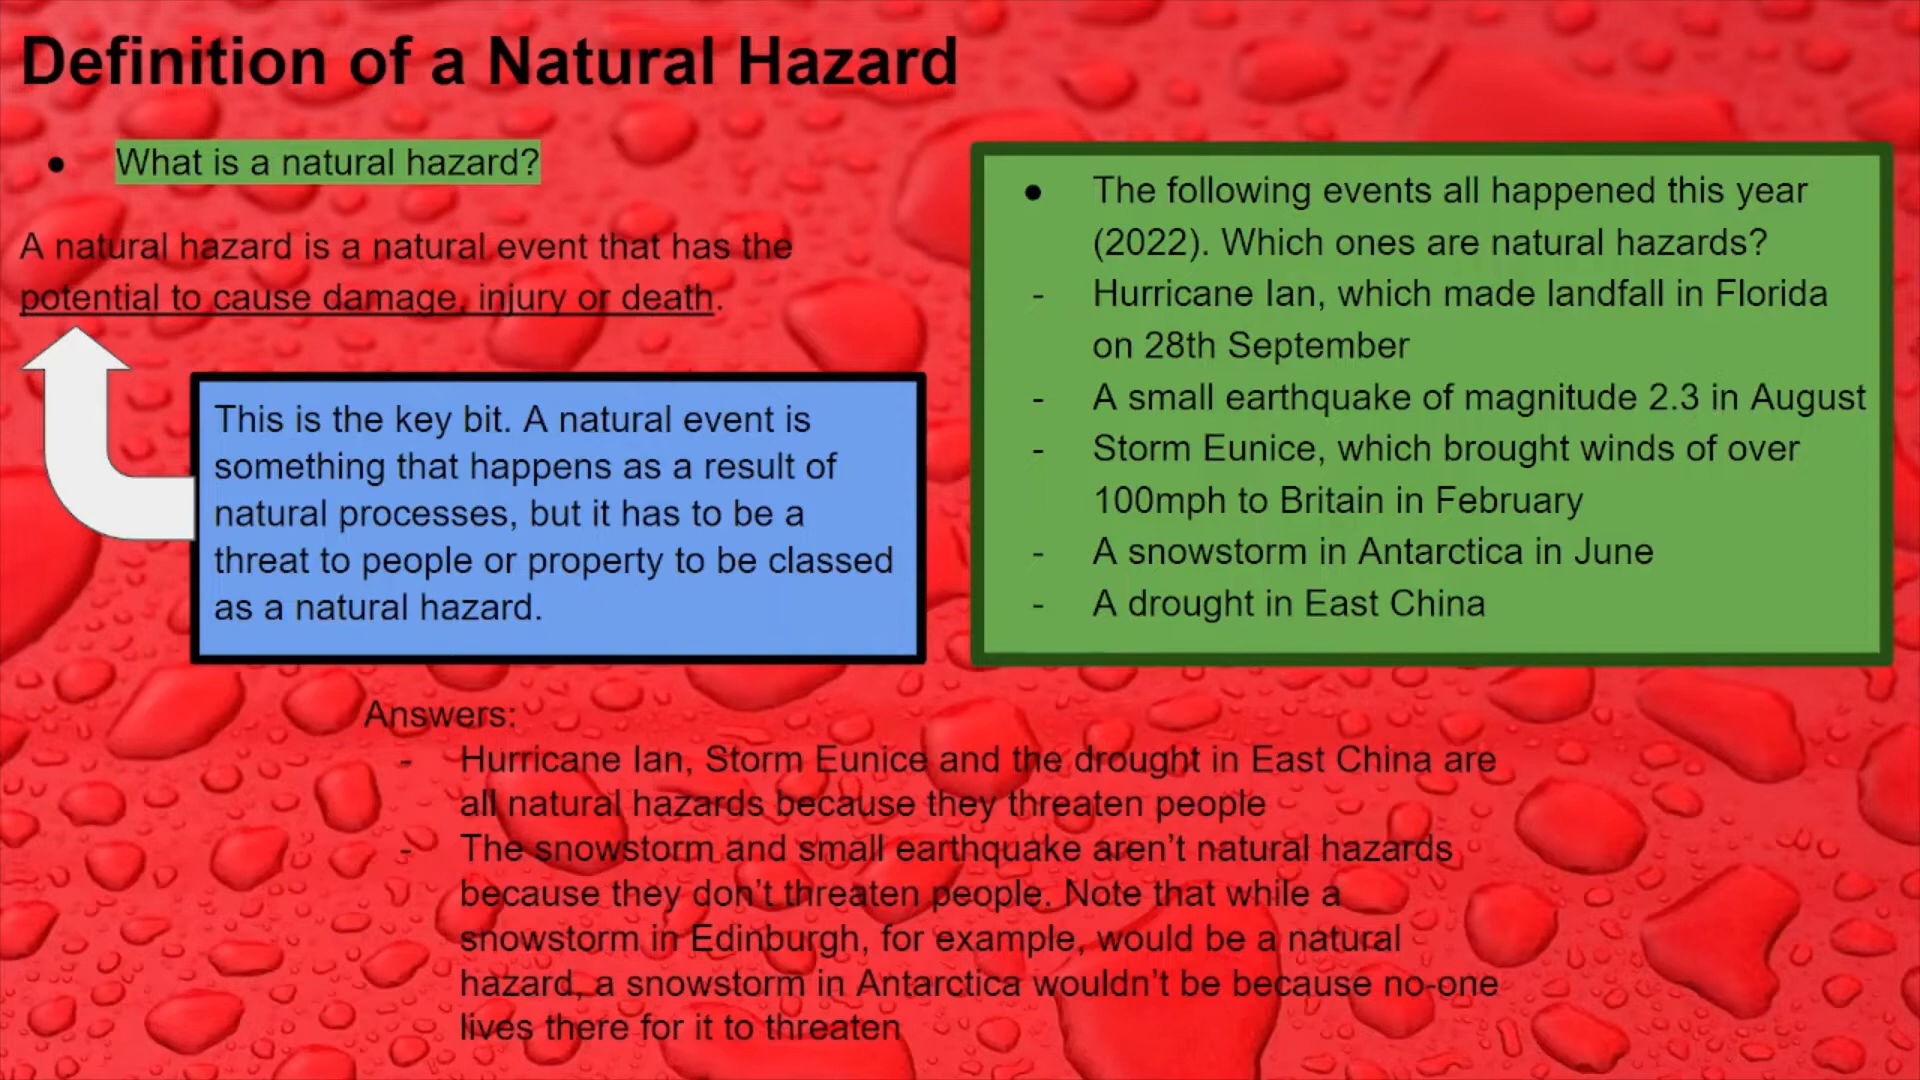 Definition of a Natural Hazard
● What is a natural hazard?
A natural hazard is a natural event that has the
potential to cause damage, injury or death.
This is the key bit. A natural event is
something that happens as a result of
natural processes, but it has to be a
threat to people or property to be classed
as a natural hazard.
● The following events all happened this year
(2022). Which ones are natural hazards?
- Hurricane Ian, which made landfall in Florida
on 28th September
- A small earthquake of magnitude 2.3 in August
- Storm Eunice, which brought winds of over
100mph to Britain in February
- A snowstorm in Antarctica in June
- A drought in East China
Answers:
- Hurricane Ian, Storm Eunice and the drought in East China are
all natural hazards because they threaten people
- The snowstorm and small earthquake aren’t natural hazards
because they don’t threaten people. Note that while a
snowstorm in Edinburgh, for example, would be a natural
hazard, a snowstorm in Antarctica wouldn’t be because no-one
lives there for it to threaten